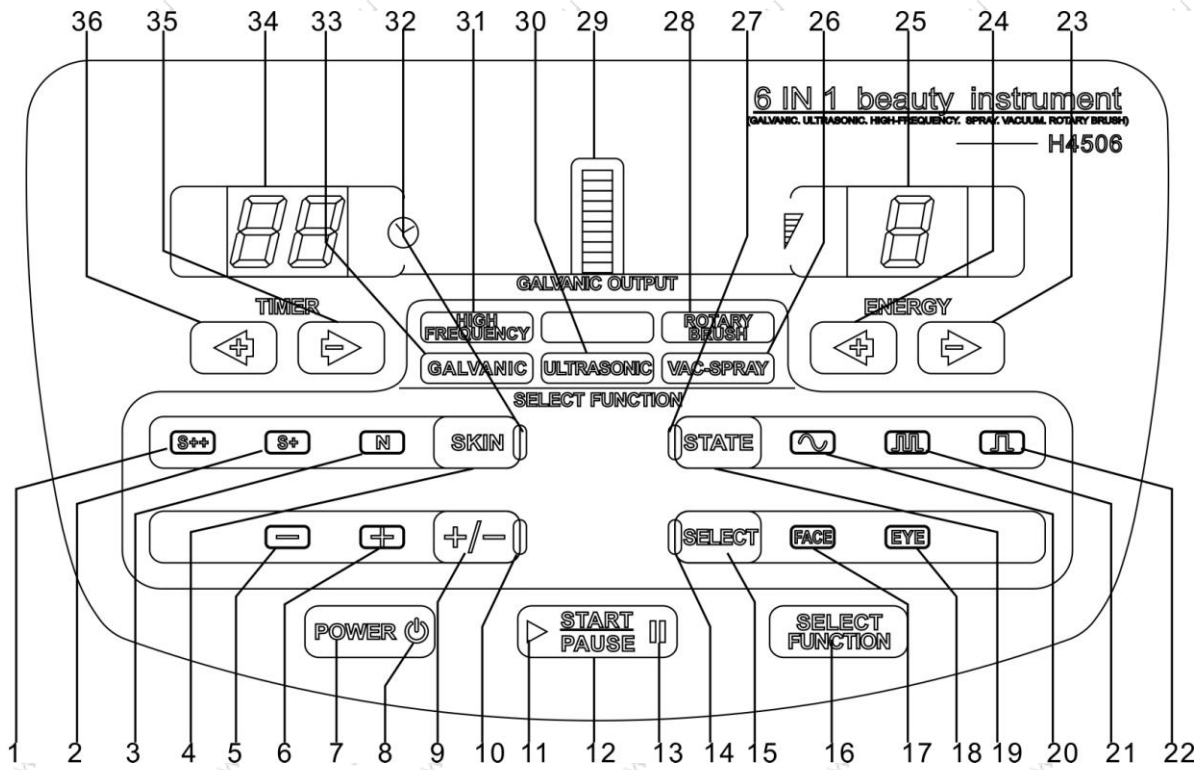 36 35 34 33 32 31 30 29 28 27 26 25 24 23
6 IN 1 beauty instrument
(GALVANIC. ULTRASONIC. HIGH-FREQUENCY. SPRAY. VACUUM. ROTARY BRUSH)
H4506
88
8
GALVANIC OUTPUT
TIMER
ENERGY
HIGH
FREQUENCY
ROTARY
BRUSH
GALVANIC ULTRASONIC VAC-SPRAY
SELECT FUNCTION
S++ S+ N SKIN STATE
- + +/- SELECT FACE EYE
POWER
START
PAUSE
SELECT
FUNCTION
1 2 3 4 5 6 7 8 9 10 11 12 13 14 15 16 17 18 19 20 21 22